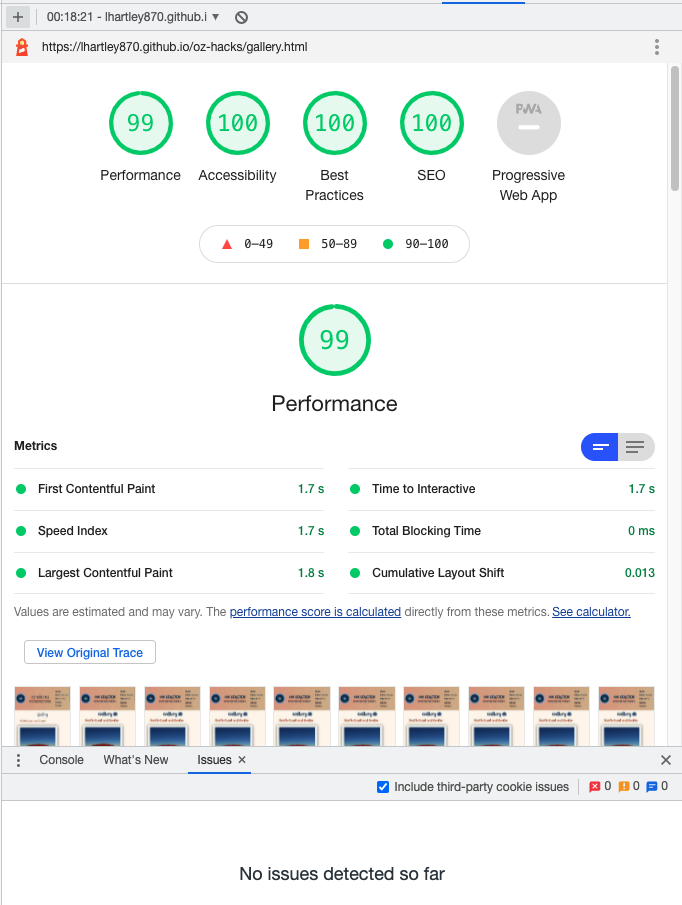 00:18:21 - lhartley870.github.i
https://lhartley870.github.io/oz-hacks/gallery.html
99 100 100 100 PWA
Performance Accessibility Best Practices SEO Progressive Web App
0–49 50–89 90–100
99
Performance
Metrics
First Contentful Paint 1.7 s Time to Interactive 1.7 s
Speed Index 1.7 s Total Blocking Time 0 ms
Largest Contentful Paint 1.8 s Cumulative Layout Shift 0.013
Values are estimated and may vary. The performance score is calculated directly from these metrics. See calculator.
View Original Trace
Console What's New Issues
Include third-party cookie issues 0 0 0
No issues detected so far